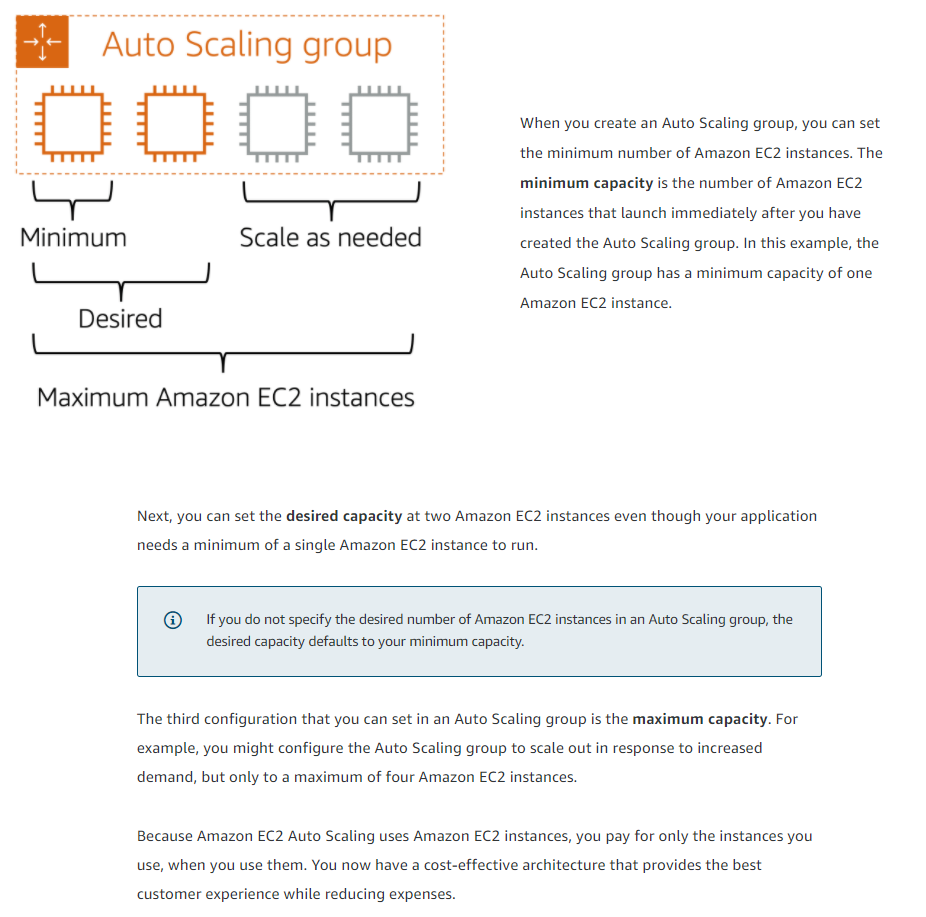 Auto Scaling group
Minimum
Scale as needed
Desired
Maximum Amazon EC2 instances
When you create an Auto Scaling group, you can set
the minimum number of Amazon EC2 instances. The
minimum capacity is the number of Amazon EC2
instances that launch immediately after you have
created the Auto Scaling group. In this example, the
Auto Scaling group has a minimum capacity of one
Amazon EC2 instance.
Next, you can set the desired capacity at two Amazon EC2 instances even though your application
needs a minimum of a single Amazon EC2 instance to run.
If you do not specify the desired number of Amazon EC2 instances in an Auto Scaling group, the
desired capacity defaults to your minimum capacity.
The third configuration that you can set in an Auto Scaling group is the maximum capacity. For
example, you might configure the Auto Scaling group to scale out in response to increased
demand, but only to a maximum of four Amazon EC2 instances.
Because Amazon EC2 Auto Scaling uses Amazon EC2 instances, you pay for only the instances you
use, when you use them. You now have a cost-effective architecture that provides the best
customer experience while reducing expenses.